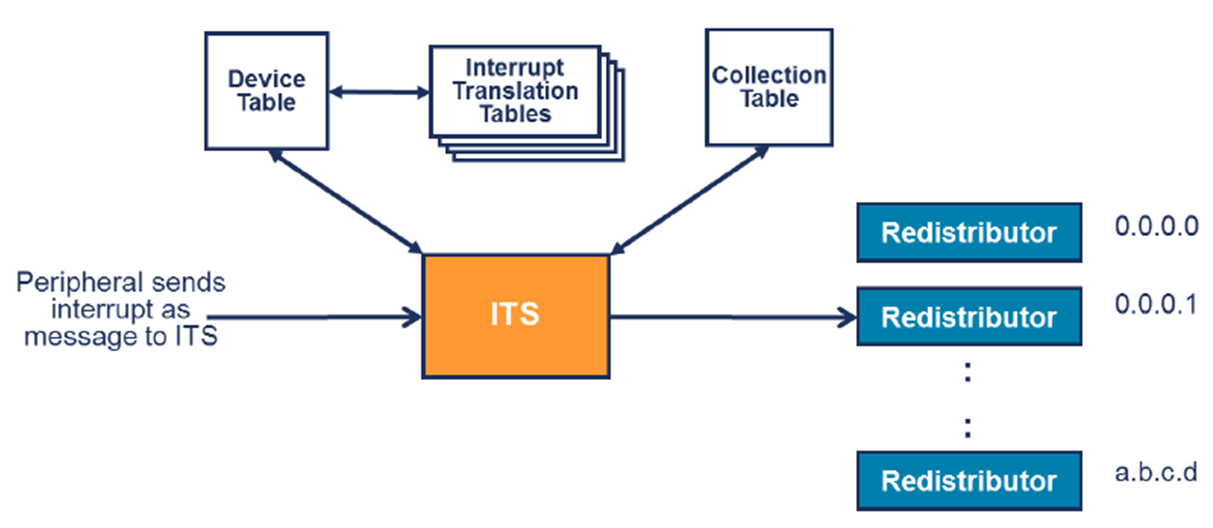 Device
Table
Interrupt
Translation
Tables
Collection
Table
Redistributor
0.0.0.0
Peripheral sends
interrupt as
message to ITS
ITS
Redistributor
0.0.0.1
:
:
Redistributor
a.b.c.d